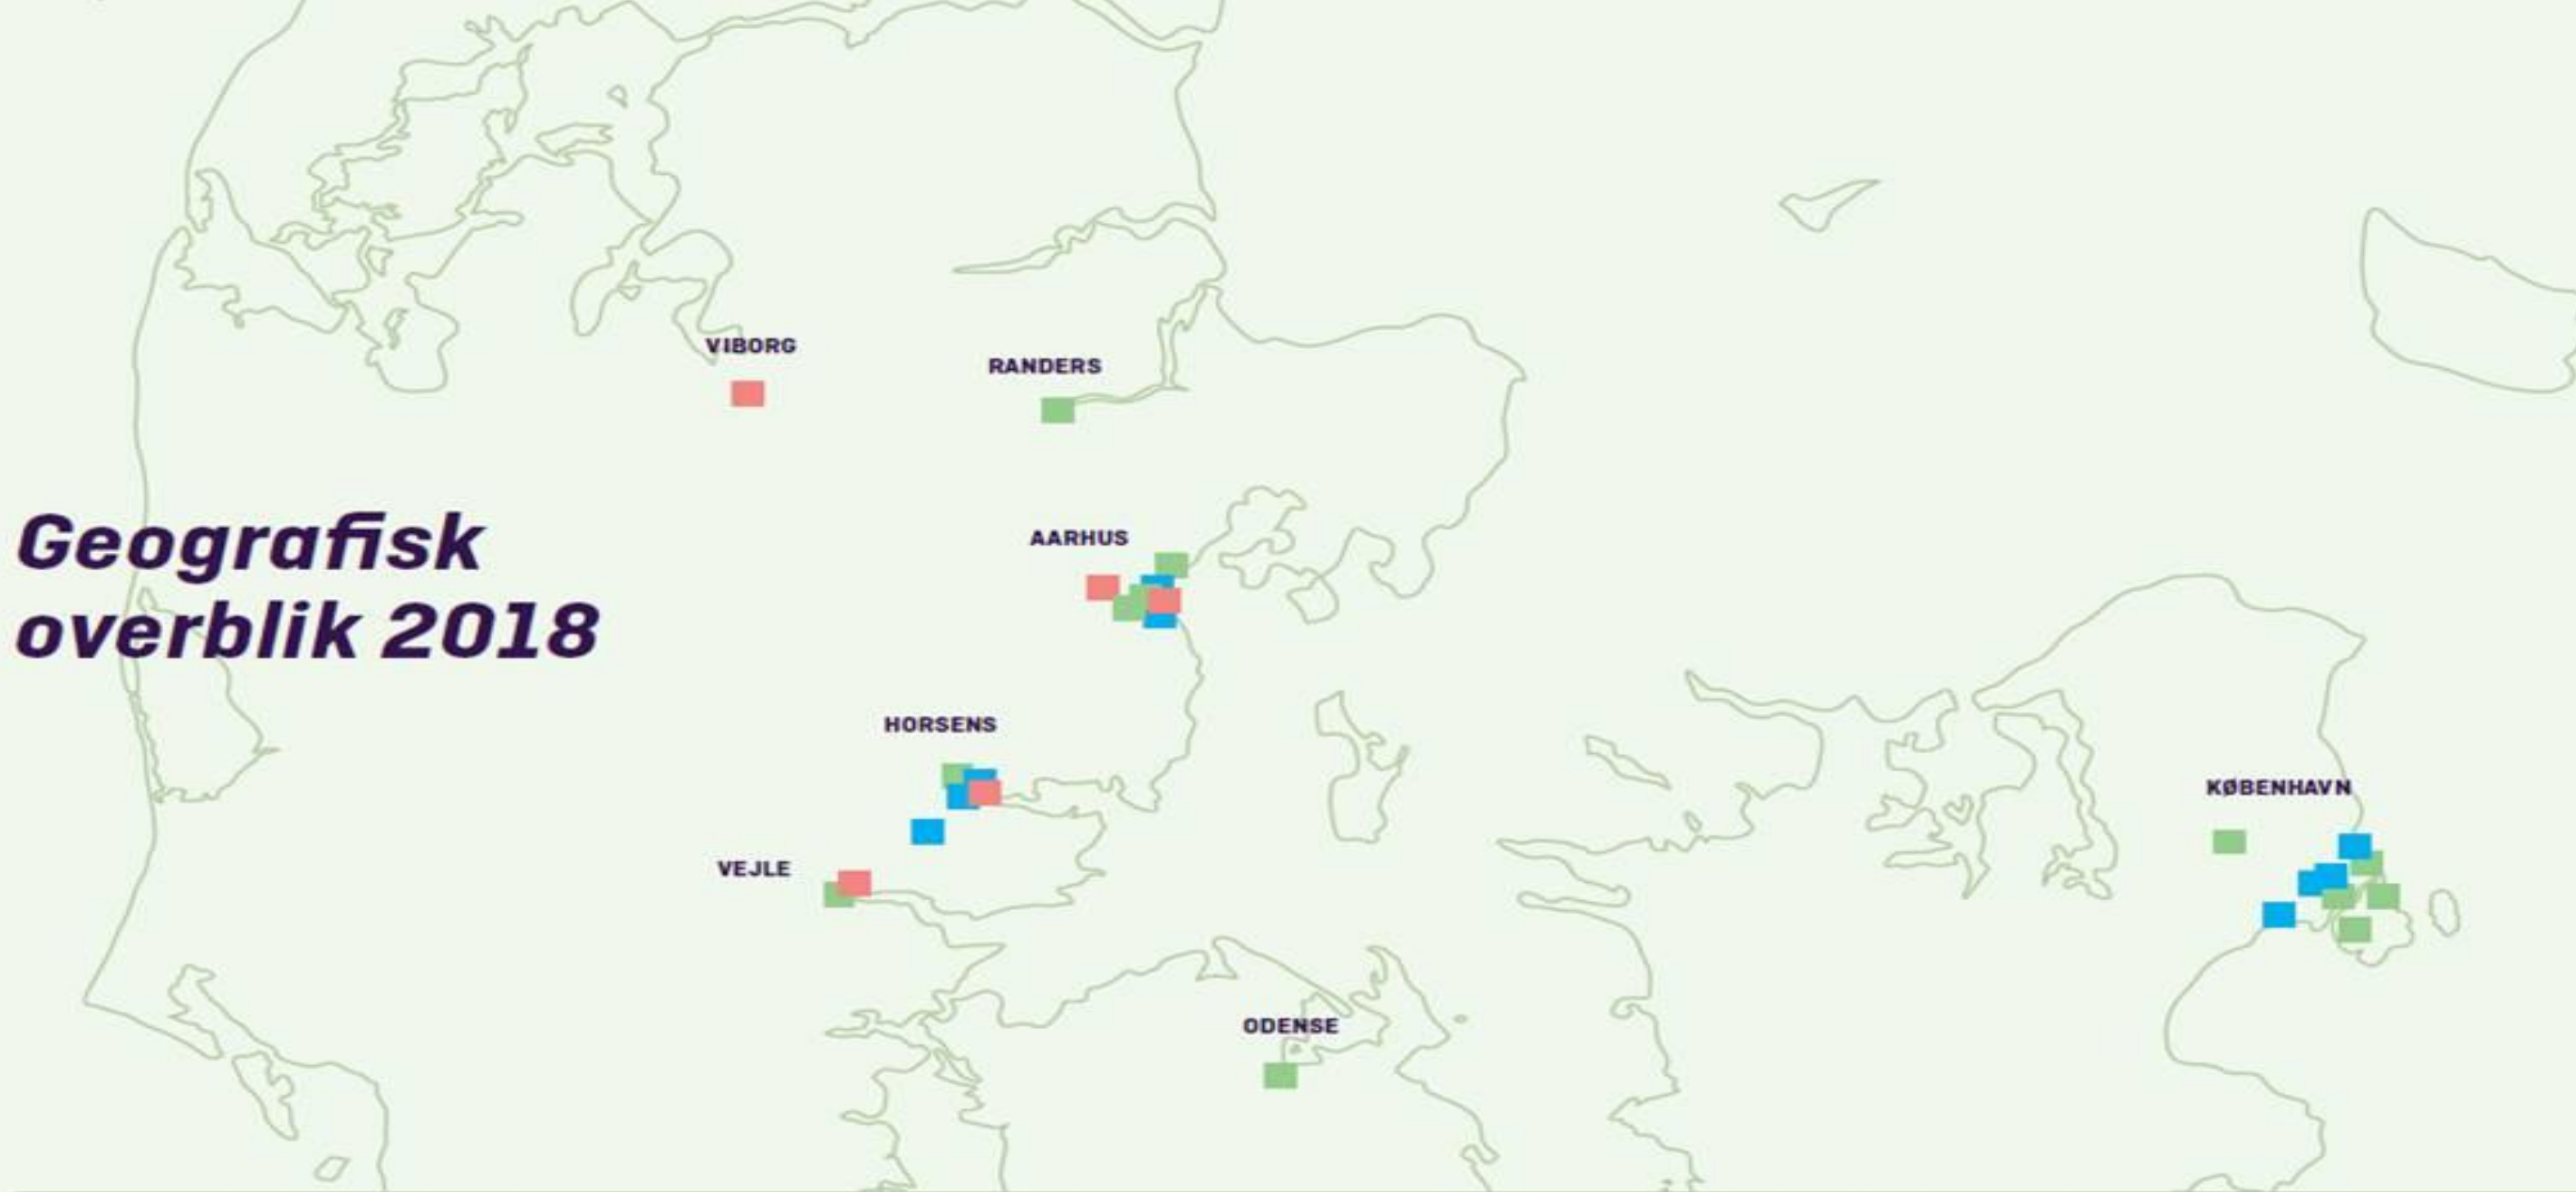 VIBORG
RANDERS
Geografisk
overblik 2018
AARHUS
HORSENS
KØBENHAVN
VEJLE
ODENSE